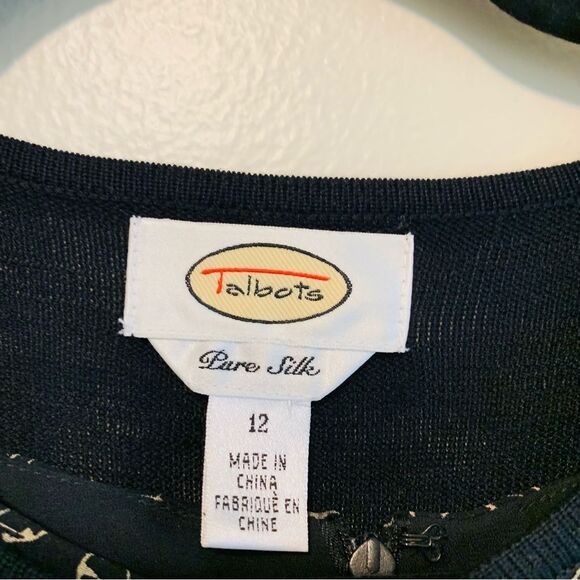 Talbots
Pure Silk
12
MADE IN
CHINA
FABRIQUÉ EN
CHINE